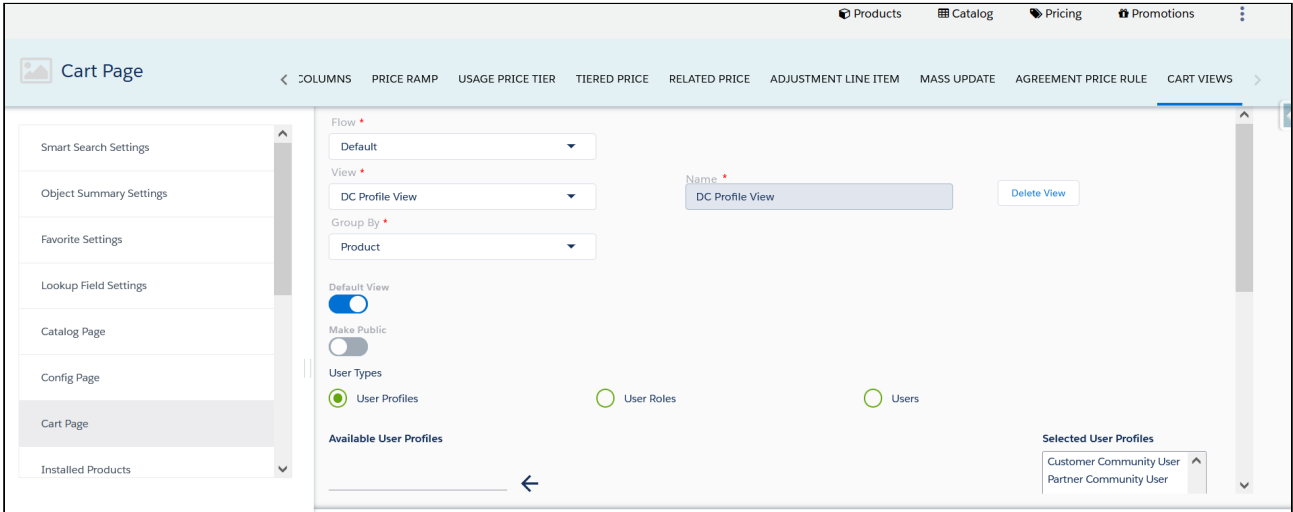 Products Catalog Pricing Promotions
Cart Page
COLUMNS PRICE RAMP USAGE PRICE TIER TIERED PRICE RELATED PRICE ADJUSTMENT LINE ITEM MASS UPDATE AGREEMENT PRICE RULE CART VIEWS
Smart Search Settings
Object Summary Settings
Favorite Settings
Lookup Field Settings
Catalog Page
Config Page
Cart Page
Installed Products
Flow *
Default
View *
DC Profile View
Name *
DC Profile View
Delete View
Group By *
Product
Default View
Make Public
User Types
User Profiles User Roles Users
Available User Profiles
Selected User Profiles
Customer Community User
Partner Community User